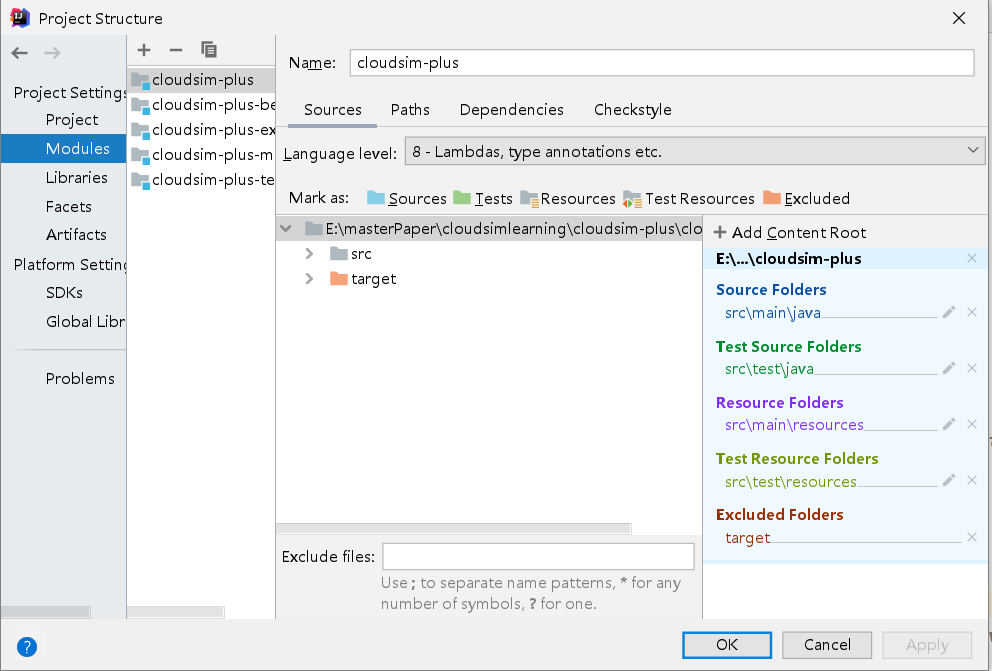 Project Structure
Project Settings
Project
Modules
Libraries
Facets
Artifacts
Platform Setting
SDKs
Global Libr
Problems
cloudsim-plus
cloudsim-plus-be
cloudsim-plus-ex
cloudsim-plus-m
cloudsim-plus-te
Name: cloudsim-plus
Sources Paths Dependencies Checkstyle
Language level: 8 - Lambdas, type annotations etc.
Mark as: Sources Tests Resources Test Resources Excluded
E:\masterPaper\cloudsimlearning\cloudsim-plus\clo
src
target
Exclude files:
Use ; to separate name patterns, * for any
number of symbols, ? for one.
+ Add Content Root
E:\...\cloudsim-plus
Source Folders
src\main\java
Test Source Folders
src\test\java
Resource Folders
src\main\resources
Test Resource Folders
src\test\resources
Excluded Folders
target
?
OK Cancel Apply